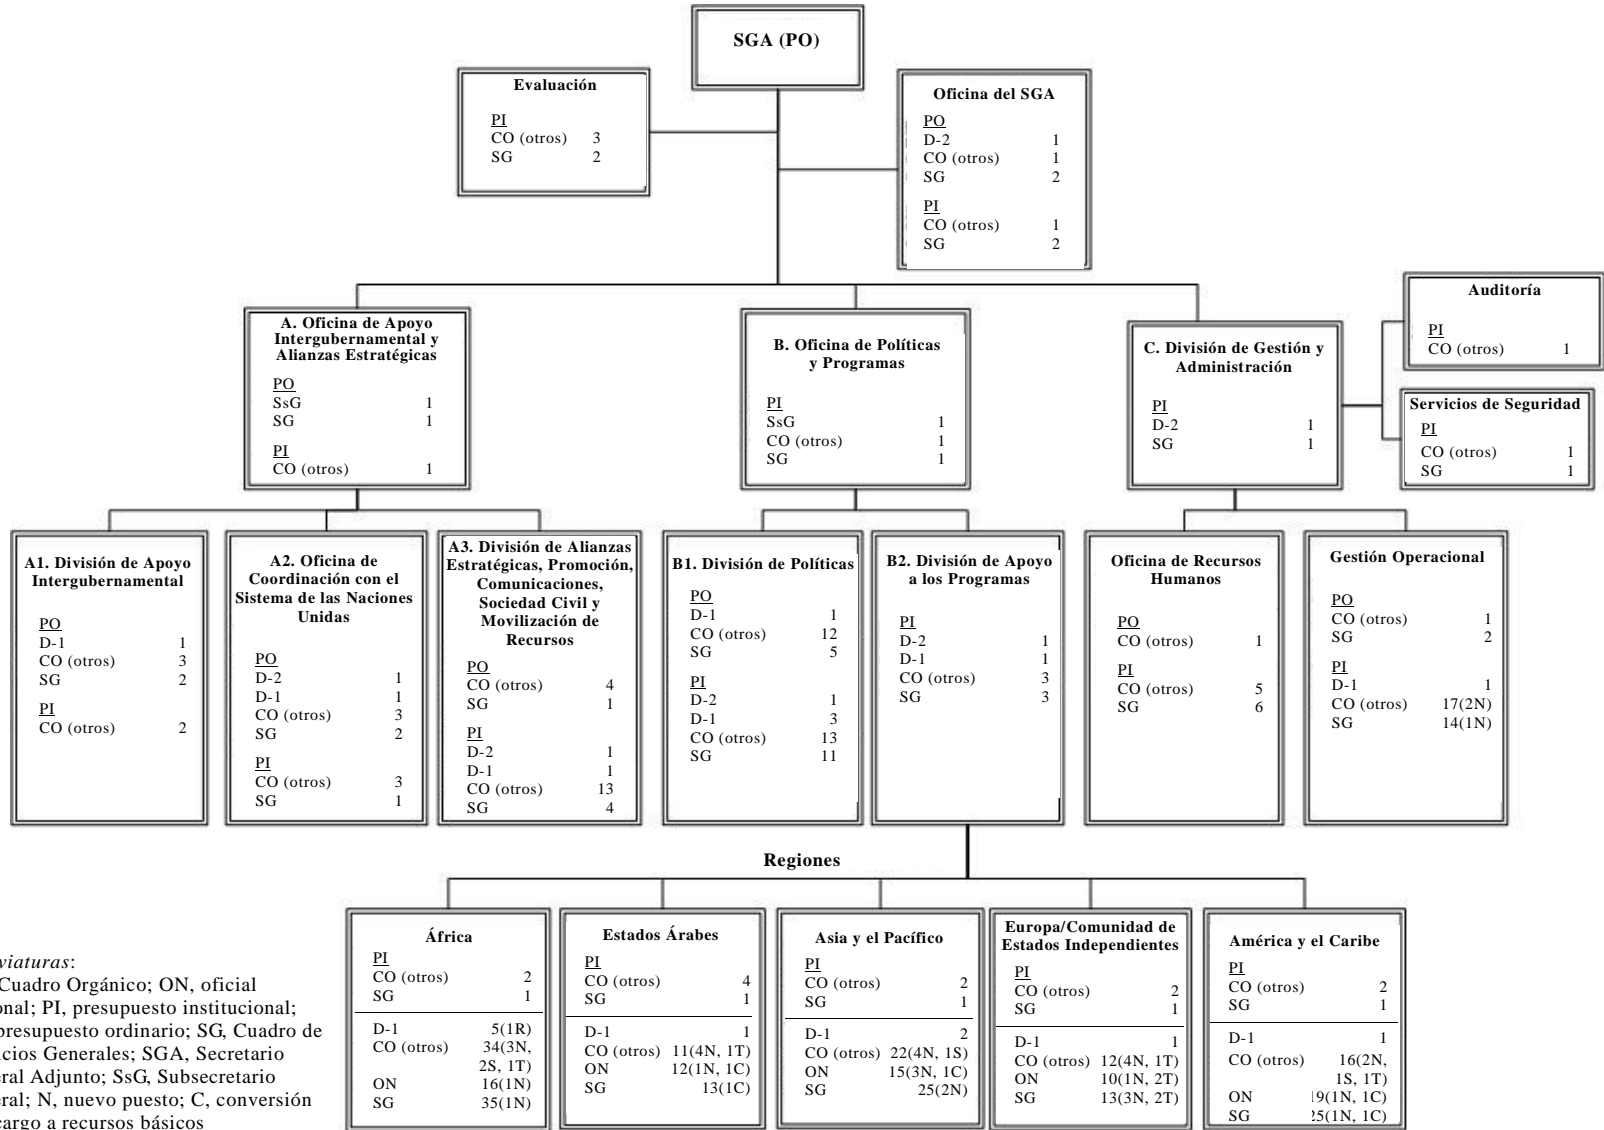 SGA (PO)
Evaluación
PI
CO (otros) 3
SG 2
Oficina del SGA
PO
D-2 1
CO (otros) 1
SG 2
PI
CO (otros) 1
SG 2
A. Oficina de Apoyo
Intergubernamental y
Alianzas Estratégicas
PO
SsG 1
SG 1
PI
CO (otros) 1
B. Oficina de Políticas
y Programas
PI
SsG 1
CO (otros) 1
SG 1
C. División de Gestión y
Administración
PI
D-2 1
SG 1
Auditoría
PI
CO (otros) 1
Servicios de Seguridad
PI
CO (otros) 1
SG 1
A1. División de Apoyo
Intergubernamental
PO
D-1 1
CO (otros) 3
SG 2
PI
CO (otros) 2
A2. Oficina de
Coordinación con el
Sistema de las Naciones
Unidas
PO
D-2 1
D-1 1
CO (otros) 3
SG 2
PI
CO (otros) 3
SG 1
A3. División de Alianzas
Estratégicas, Promoción,
Comunicaciones,
Sociedad Civil y
Movilización de
Recursos
PO
CO (otros) 4
SG 1
PI
D-2 1
D-1 1
CO (otros) 13
SG 4
B1. División de Políticas
PO
D-1 1
CO (otros) 12
SG 5
PI
D-2 1
D-1 3
CO (otros) 13
SG 11
B2. División de Apoyo
a los Programas
PI
D-2 1
D-1 1
CO (otros) 3
SG 3
Oficina de Recursos
Humanos
PO
CO (otros) 1
PI
CO (otros) 5
SG 6
Gestión Operacional
PO
CO (otros) 1
SG 2
PI
D-1 1
CO (otros) 17(2N)
SG 14(1N)
Regiones
África
PI
CO (otros) 2
SG 1
D-1 5(1R)
CO (otros) 34(3N,
2S, 1T)
ON 16(1N)
SG 35(1N)
Estados Árabes
PI
CO (otros) 4
SG 1
D-1 1
CO (otros) 11(4N, 1T)
ON 12(1N, 1C)
SG 13(1C)
Asia y el Pacífico
PI
CO (otros) 2
SG 1
D-1 2
CO (otros) 22(4N, 1S)
ON 15(3N, 1C)
SG 25(2N)
Europa/Comunidad de
Estados Independientes
PI
CO (otros) 2
SG 1
D-1 1
CO (otros) 12(4N, 1T)
ON 10(1N, 2T)
SG 13(3N, 2T)
América y el Caribe
PI
CO (otros) 2
SG 1
D-1 1
CO (otros) 16(2N,
1S, 1T)
ON 19(1N, 1C)
SG 25(1N, 1C)
viaturas:
Cuadro Orgánico; ON, oficial
onal; PI, presupuesto institucional;
presupuesto ordinario; SG, Cuadro de
icios Generales; SGA, Secretario
eral Adjunto; SsG, Subsecretario
eral; N, nuevo puesto; C, conversión
cargo a recursos básicos